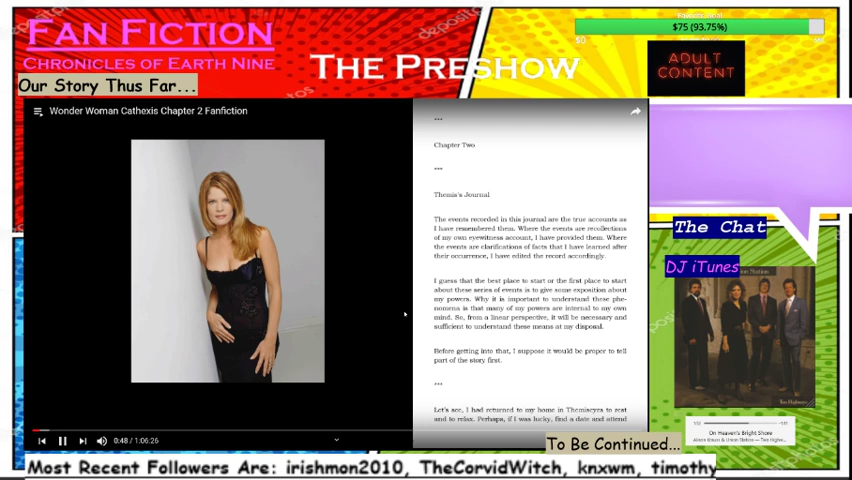 FAN FICTION
CHRONICLES OF EARTH NINE
THE PRESHOW
$75 (93.75%)
$0
ADULT
CONTENT
Our Story Thus Far...
Wonder Woman Cathexis Chapter 2 Fanfiction
***
Chapter Two
***
Themis's Journal
The events recorded in this journal are the true accounts as
I have remembered them. Where the events are recollections
of my own eyewitness account, I have provided them. Where
the events are clarifications of facts that I have learned after
their occurrence, I have edited the record accordingly.
I guess that the best place to start or the first place to start
about these series of events is to give some exposition about
my powers. Why it is important to understand these phe-
nomena is that many of my powers are internal to my own
mind. So, from a linear perspective, it will be necessary and
sufficient to understand these means at my disposal.
Before getting into that, I suppose it would be proper to tell
part of the story first.
***
Let's see, I had returned to my home in Themiscyra to rest
and to relax. Perhaps, if I was lucky, find a date and attend
0:48 / 1:06:26
The Chat
DJ iTunes
On Heaven's Bright Shore
Alison Krauss & Union Station — Two Highw...
To Be Continued...
Most Recent Followers Are: irishmon2010, TheCorvidWitch, knxwm, timothy